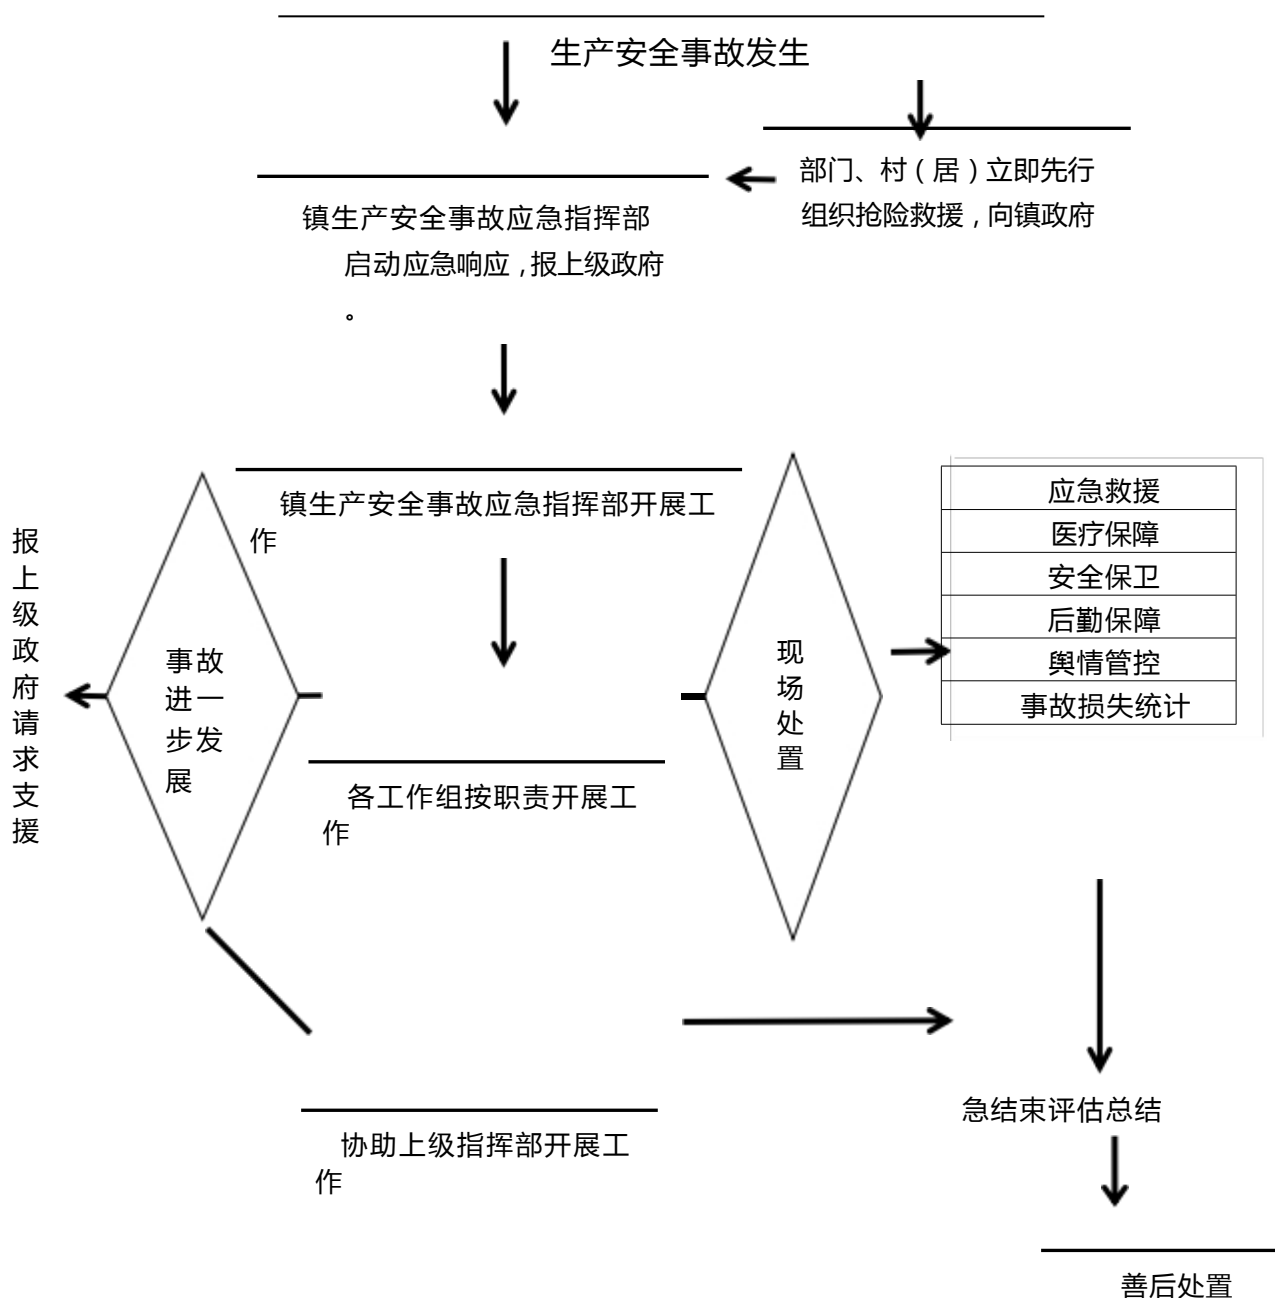 生产安全事故发生
部门、村(居)立即先行
组织抢险救援,向镇政府
镇生产安全事故应急指挥部
启动应急响应,报上级政府
。
镇生产安全事故应急指挥部开展工
作
报
上
级
政
府
请
求
支
援
事故
进一
步发
展
各工作组按职责开展工
作
现
场
处
置
应急救援
医疗保障
安全保卫
后勤保障
舆情管控
事故损失统计
急结束评估总结
协助上级指挥部开展工
作
善后处置